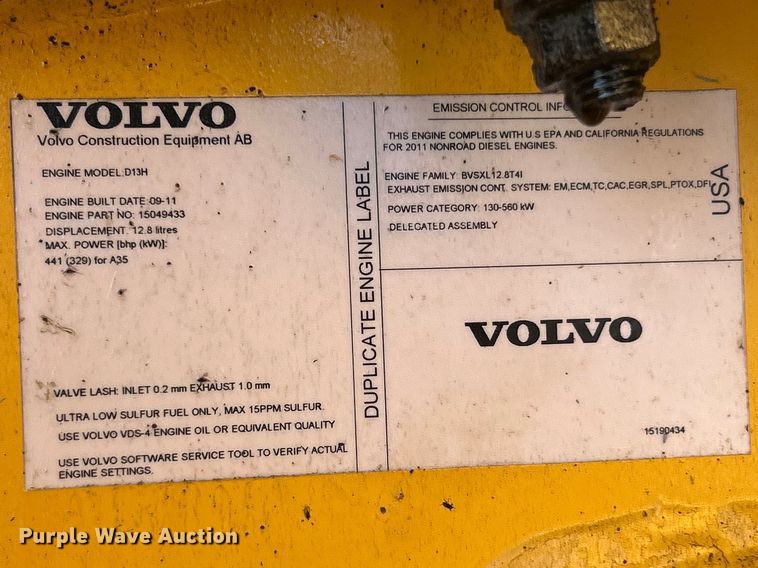 VOLVO
Volvo Construction Equipment AB
ENGINE MODEL:D13H
ENGINE BUILT DATE 09-11
ENGINE PART NO: 15049433
DISPLACEMENT. 12.8 litres
MAX. POWER [bhp (kW)]:
441 (329) for A35
VALVE LASH: INLET 0.2 mm EXHAUST 1.0 mm
ULTRA LOW SULFUR FUEL ONLY, MAX 15PPM SULFUR.
USE VOLVO VDS-4 ENGINE OIL OR EQUIVALENT QUALITY
USE VOLVO SOFTWARE SERVICE TOOL TO VERIFY ACTUAL
ENGINE SETTINGS.
DUPLICATE ENGINE LABEL
EMISSION CONTROL
THIS ENGINE COMPLIES WITH U.S EPA AND CALIFORNIA REGULATIONS
FOR 2011 NONROAD DIESEL ENGINES.
ENGINE FAMILY: BVSXL12.8T4I
EXHAUST EMISSION CONT. SYSTEM: EM,ECM,TC,CAC,EGR,SPL,PTOX,DFI
POWER CATEGORY: 130-560 kW
DELEGATED ASSEMBLY
USA
VOLVO
15190434
Purple Wave Auction